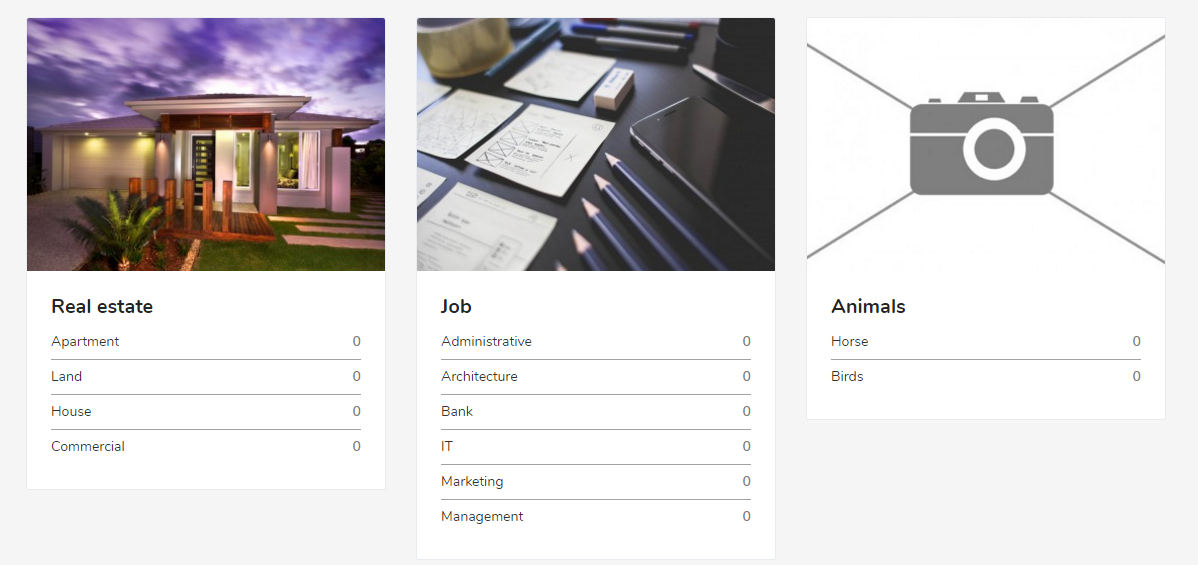 Real estate
Apartment 0
Land 0
House 0
Commercial 0
Job
Administrative 0
Architecture 0
Bank 0
IT 0
Marketing 0
Management 0
Animals
Horse 0
Birds 0